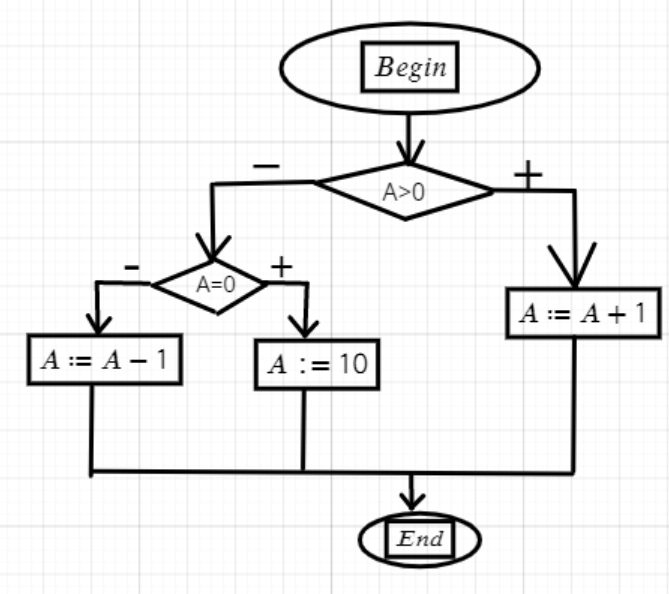 Begin
A>0
−
+
A=0
-
+
A := A + 1
A := A − 1
A := 10
End